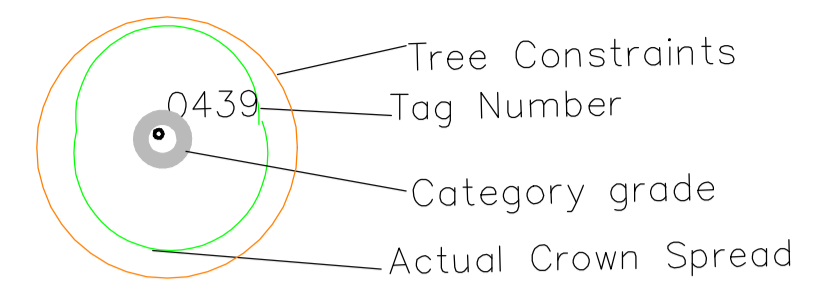 Tree Constraints
0439
Tag Number
Category grade
Actual Crown Spread